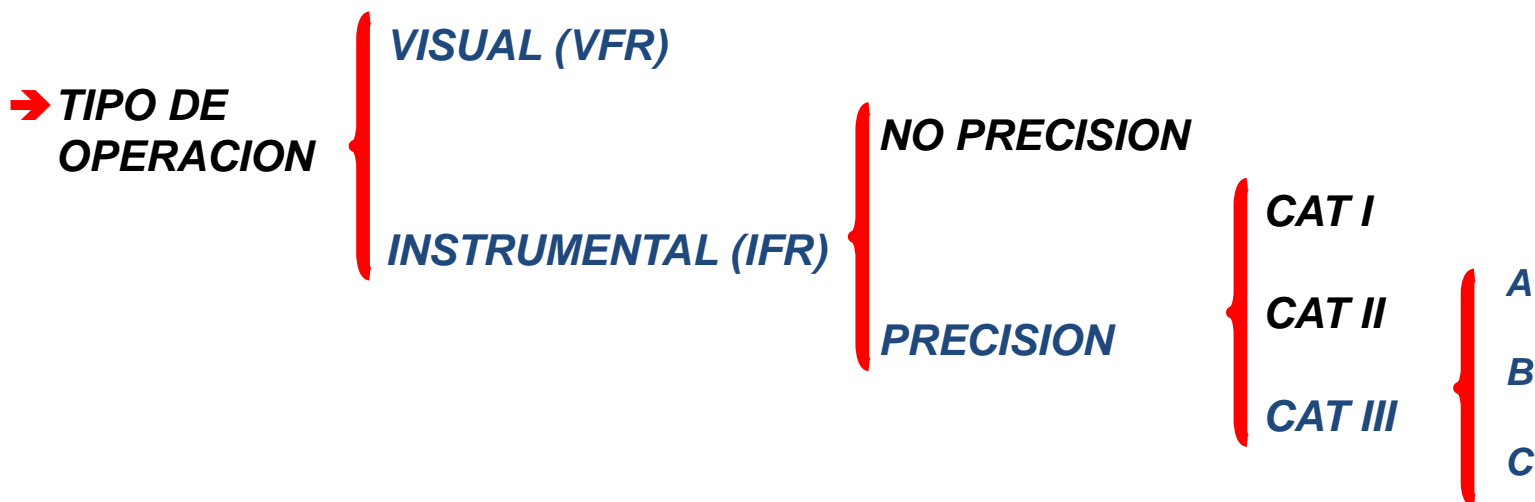 VISUAL (VFR)
TIPO DE
OPERACION
INSTRUMENTAL (IFR)
NO PRECISION
PRECISION
CAT I
CAT II
CAT III
A
B
C